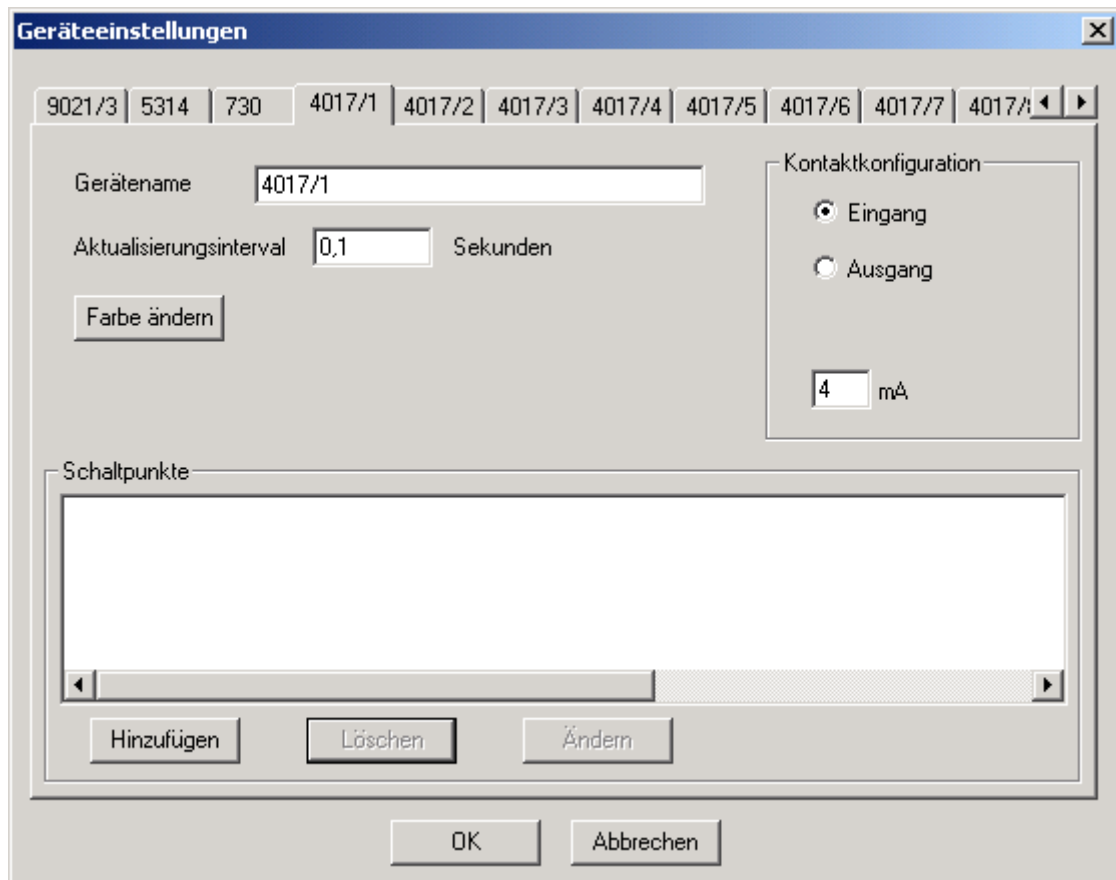 Geräteeinstellungen
9021/3 5314 730 4017/1 4017/2 4017/3 4017/4 4017/5 4017/6 4017/7 4017/
Gerätename 4017/1
Aktualisierungsinterval 0,1 Sekunden
Farbe ändern
Kontaktkonfiguration
Eingang
Ausgang
4 mA
Schaltpunkte
Hinzufügen Löschen Ändern
OK Abbrechen